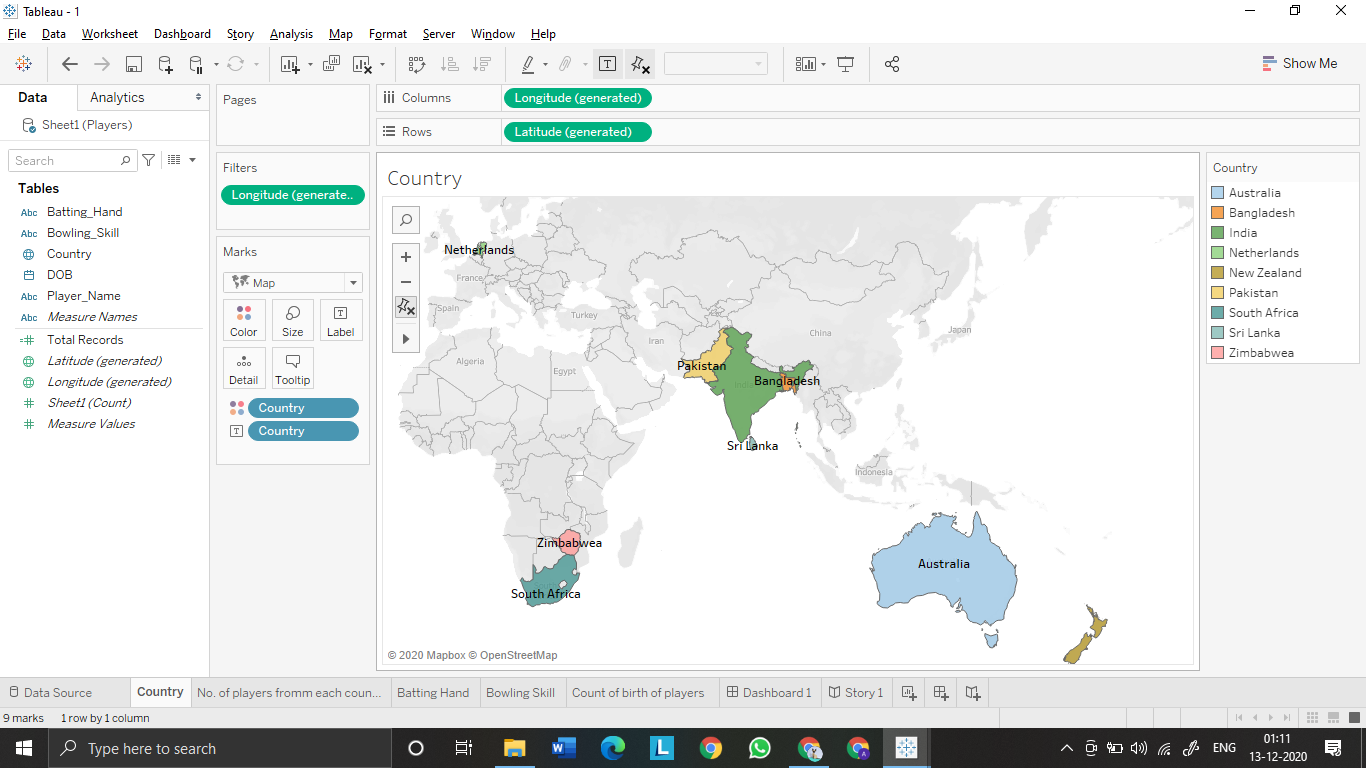 Tableau - 1
File Data Worksheet Dashboard Story Analysis Map Format Server Window Help
Show Me
Data Analytics
Sheet1 (Players)
Search
Tables
Abc Batting_Hand
Abc Bowling_Skill
Country
DOB
Abc Player_Name
Abc Measure Names
Total Records
Latitude (generated)
Longitude (generated)
Sheet1 (Count)
Measure Values
Pages
Filters
Longitude (generate..
Marks
Map
Color Size Label
Detail Tooltip
Country
Country
Columns Longitude (generated)
Rows Latitude (generated)
Country
Netherlands
France
Spain
Turkey
Iran
China
Japan
Algeria
Egypt
Pakistan
Bangladesh
Sri Lanka
Indonesia
Zimbabwea
Australia
South Africa
© 2020 Mapbox © OpenStreetMap
Country
Australia
Bangladesh
India
Netherlands
New Zealand
Pakistan
South Africa
Sri Lanka
Zimbabwea
Data Source Country No. of players fromm each coun... Batting Hand Bowling Skill Count of birth of players Dashboard 1 Story 1
9 marks 1 row by 1 column
Type here to search
ENG
01:11
13-12-2020